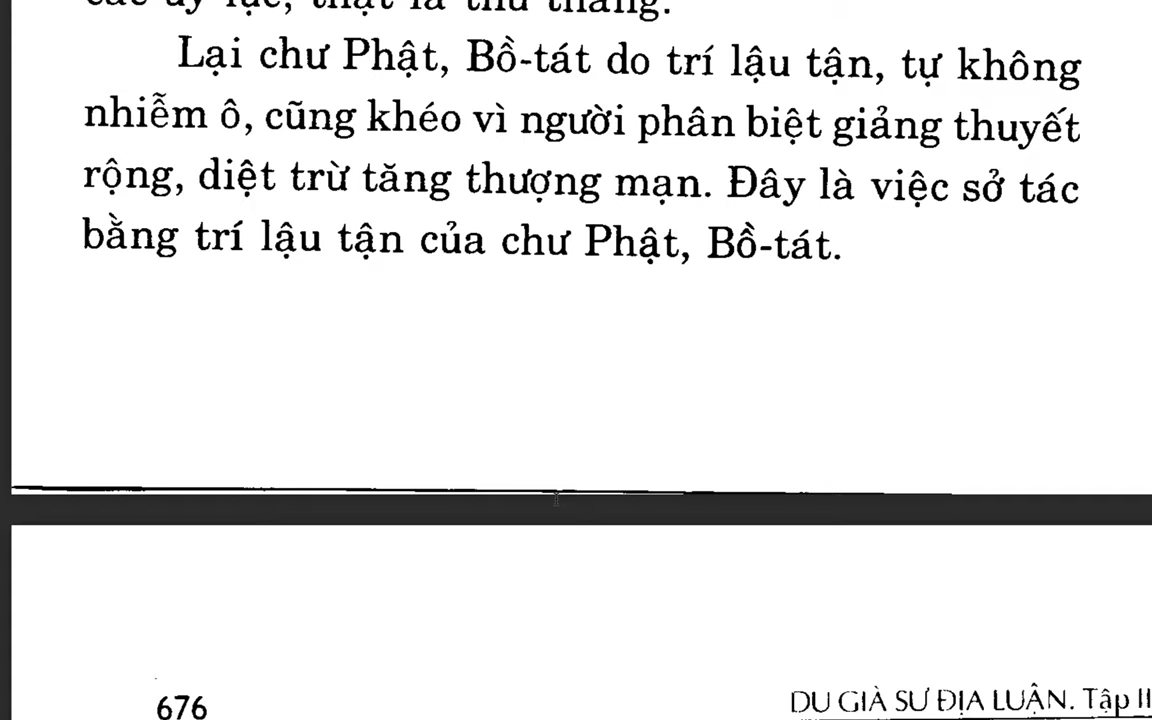 Lại chư Phật, Bồ-tát do trí lậu tận, tự không
nhiễm ô, cũng khéo vì người phân biệt giảng thuyết
rộng, diệt trừ tăng thượng mạn. Đây là việc sở tác
bằng trí lậu tận của chư Phật, Bồ-tát.
676
DU GIÀ SƯ ĐỊA LUẬN. Tập II